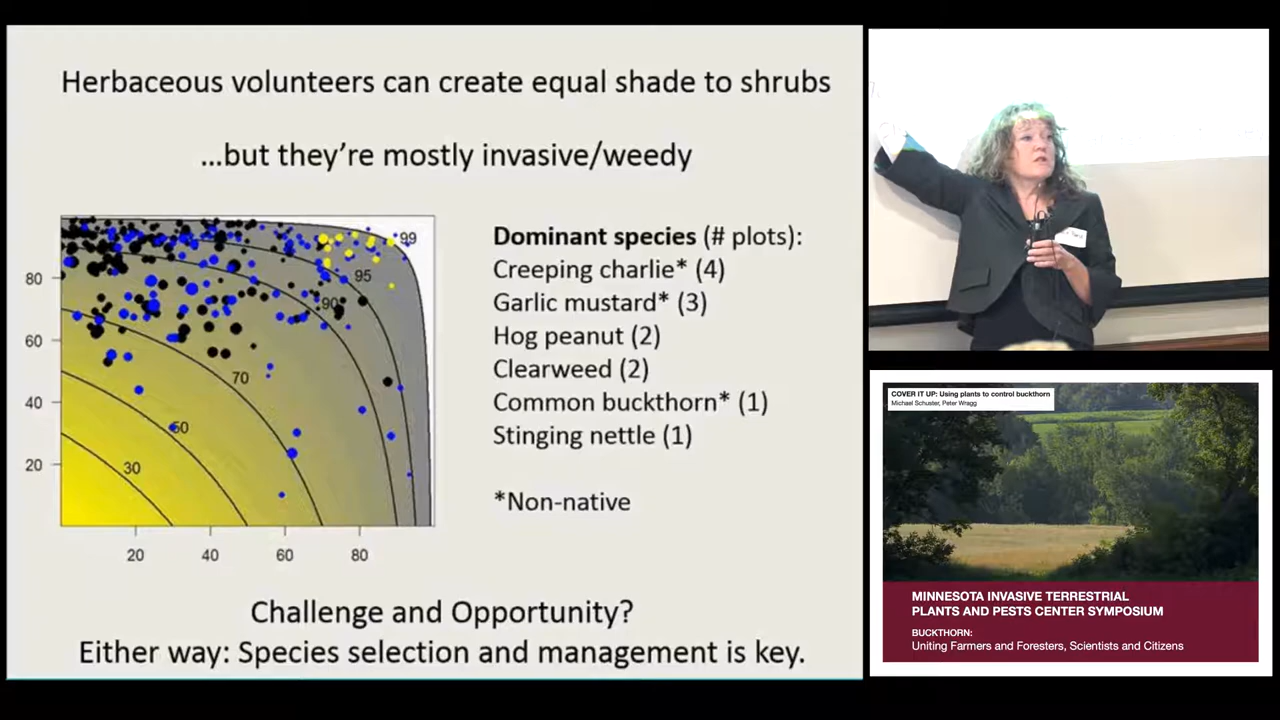 Herbaceous volunteers can create equal shade to shrubs
…but they're mostly invasive/weedy
99
95
90
80
60
70
40
50
30
20
20 40 60 80
Dominant species (# plots):
Creeping charlie* (4)
Garlic mustard* (3)
Hog peanut (2)
Clearweed (2)
Common buckthorn* (1)
Stinging nettle (1)
*Non-native
Challenge and Opportunity?
Either way: Species selection and management is key.
COVER IT UP: Using plants to control buckthorn
Michael Schuster, Peter Wragg
MINNESOTA INVASIVE TERRESTRIAL
PLANTS AND PESTS CENTER SYMPOSIUM
BUCKTHORN:
Uniting Farmers and Foresters, Scientists and Citizens